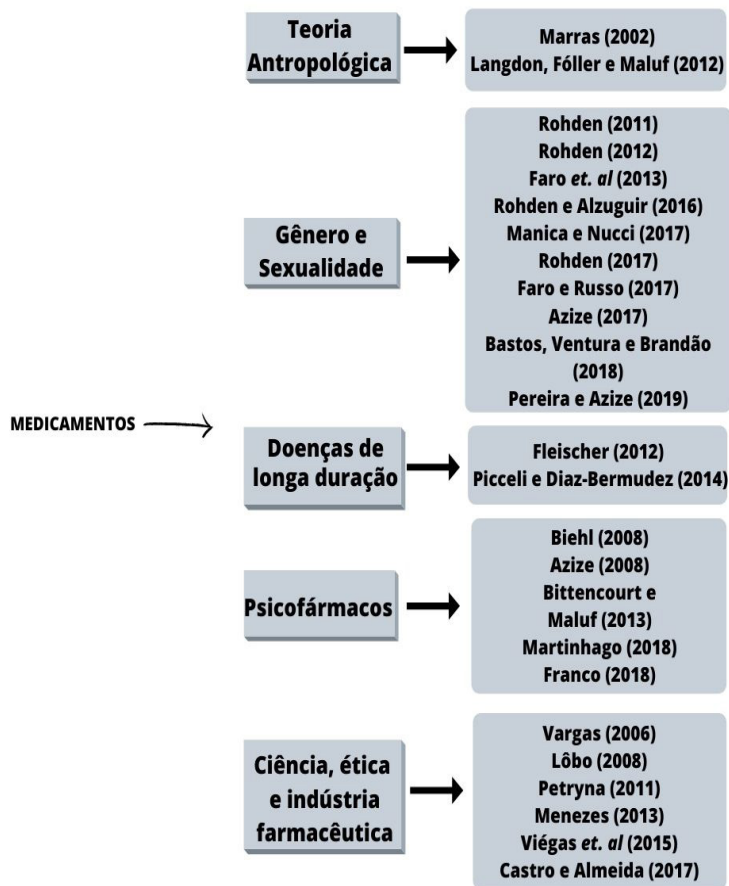 Teoria
Antropológica
Marras (2002)
Langdon, Fóller e Maluf (2012)
Gênero e
Sexualidade
Rohden (2011)
Rohden (2012)
Faro et. al (2013)
Rohden e Alzuguir (2016)
Manica e Nucci (2017)
Rohden (2017)
Faro e Russo (2017)
Azize (2017)
Bastos, Ventura e Brandão
(2018)
Pereira e Azize (2019)
MEDICAMENTOS
Doenças de
longa duração
Fleischer (2012)
Picceli e Diaz-Bermudez (2014)
Psicofármacos
Biehl (2008)
Azize (2008)
Bittencourt e
Maluf (2013)
Martinhago (2018)
Franco (2018)
Ciência, ética
e indústria
farmacêutica
Vargas (2006)
Lôbo (2008)
Petryna (2011)
Menezes (2013)
Viégas et. al (2015)
Castro e Almeida (2017)